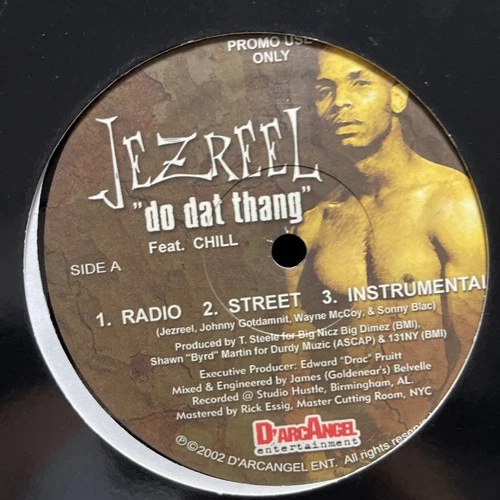 PROMO USE
ONLY
JEZREEL
"do dat thang"
Feat. CHILL
SIDE A
1. RADIO 2. STREET 3. INSTRUMENTAL
(Jezreel, Johnny Gotdamnit, Wayne McCoy, & Sonny Blac)
Produced by T. Steele for Big Nicz Big Dimez (BMI).
Shawn "Byrd" Martin for Durdy Muzic (ASCAP) & 131NY (BMI)
Executive Producer: Edward "Drac" Pruitt
Mixed & Engineered by James (Goldenear's) Belvelle
Recorded @ Studio Hustle, Birmingham, AL.
Mastered by Rick Essig, Master Cutting Room, NYC
D'ARCANGEL
entertainment
℗©2002 D'ARCANGEL ENT. All rights reserved